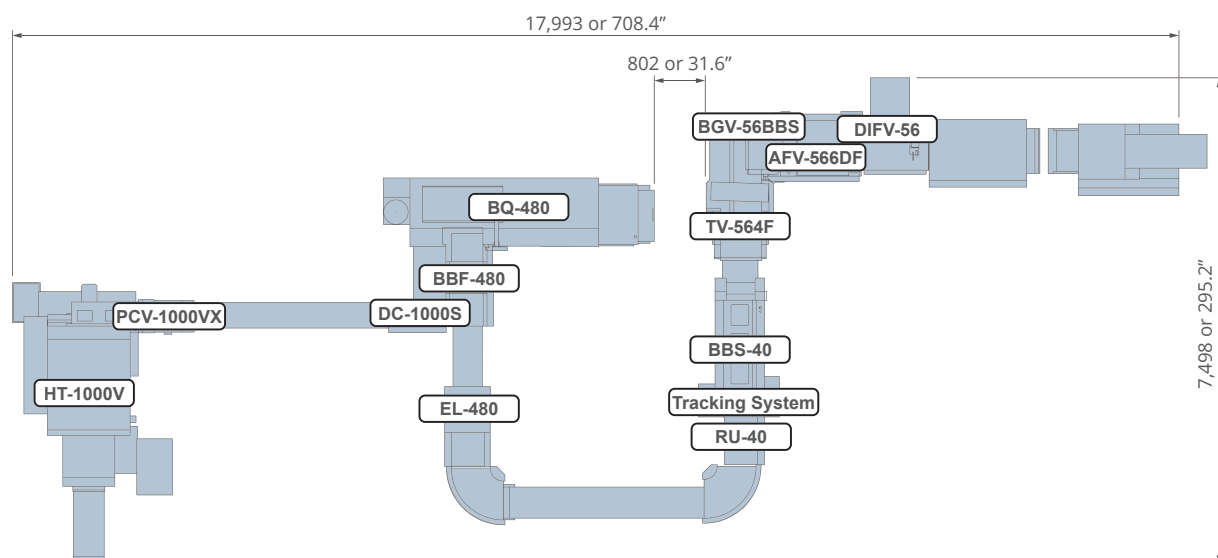 17,993 or 708.4”
802 or 31.6”
BGV-56BBS
DIFV-56
AFV-566DF
BQ-480
TV-564F
BBF-480
PCV-1000VX
DC-1000S
7,498 or 295.2”
BBS-40
HT-1000V
Tracking System
EL-480
RU-40